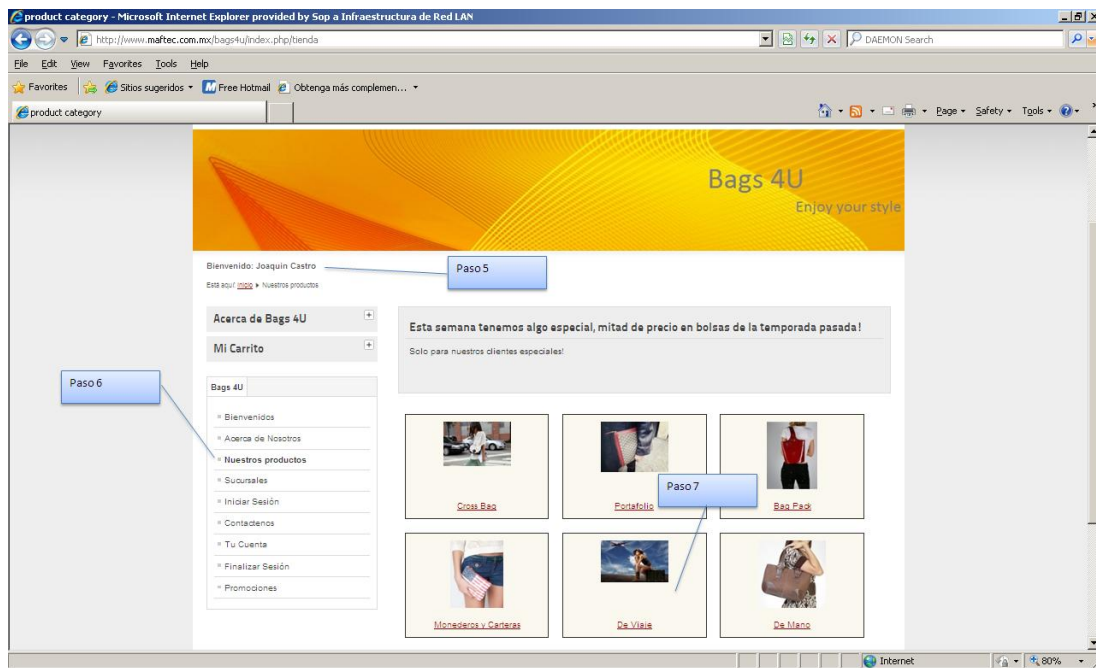 product category - Microsoft Internet Explorer provided by Sop a Infraestructura de Red LAN
http://www.maftec.com.mx/bags4u/index.php/tienda
DAEMON Search
File Edit View Favorites Tools Help
Favorites Sitios sugeridos Free Hotmail Obtenga más complemen...
product category
Page Safety Tools
Bags 4U
Enjoy your style
Bienvenido: Joaquin Castro
Paso 5
Está aquí: Inicio Nuestros productos
Acerca de Bags 4U
Mi Carrito
Esta semana tenemos algo especial, mitad de precio en bolsas de la temporada pasada!
Solo para nuestros clientes especiales!
Paso 6
Bags 4U
Bienvenidos
Acerca de Nosotros
Nuestros productos
Sucursales
Iniciar Sesión
Contactenos
Tu Cuenta
Finalizar Sesión
Promociones
Paso 7
Cross Bag
Portafolio
Bag Pack
Monederos y Carteras
De Viaje
De Mano
Internet
80%